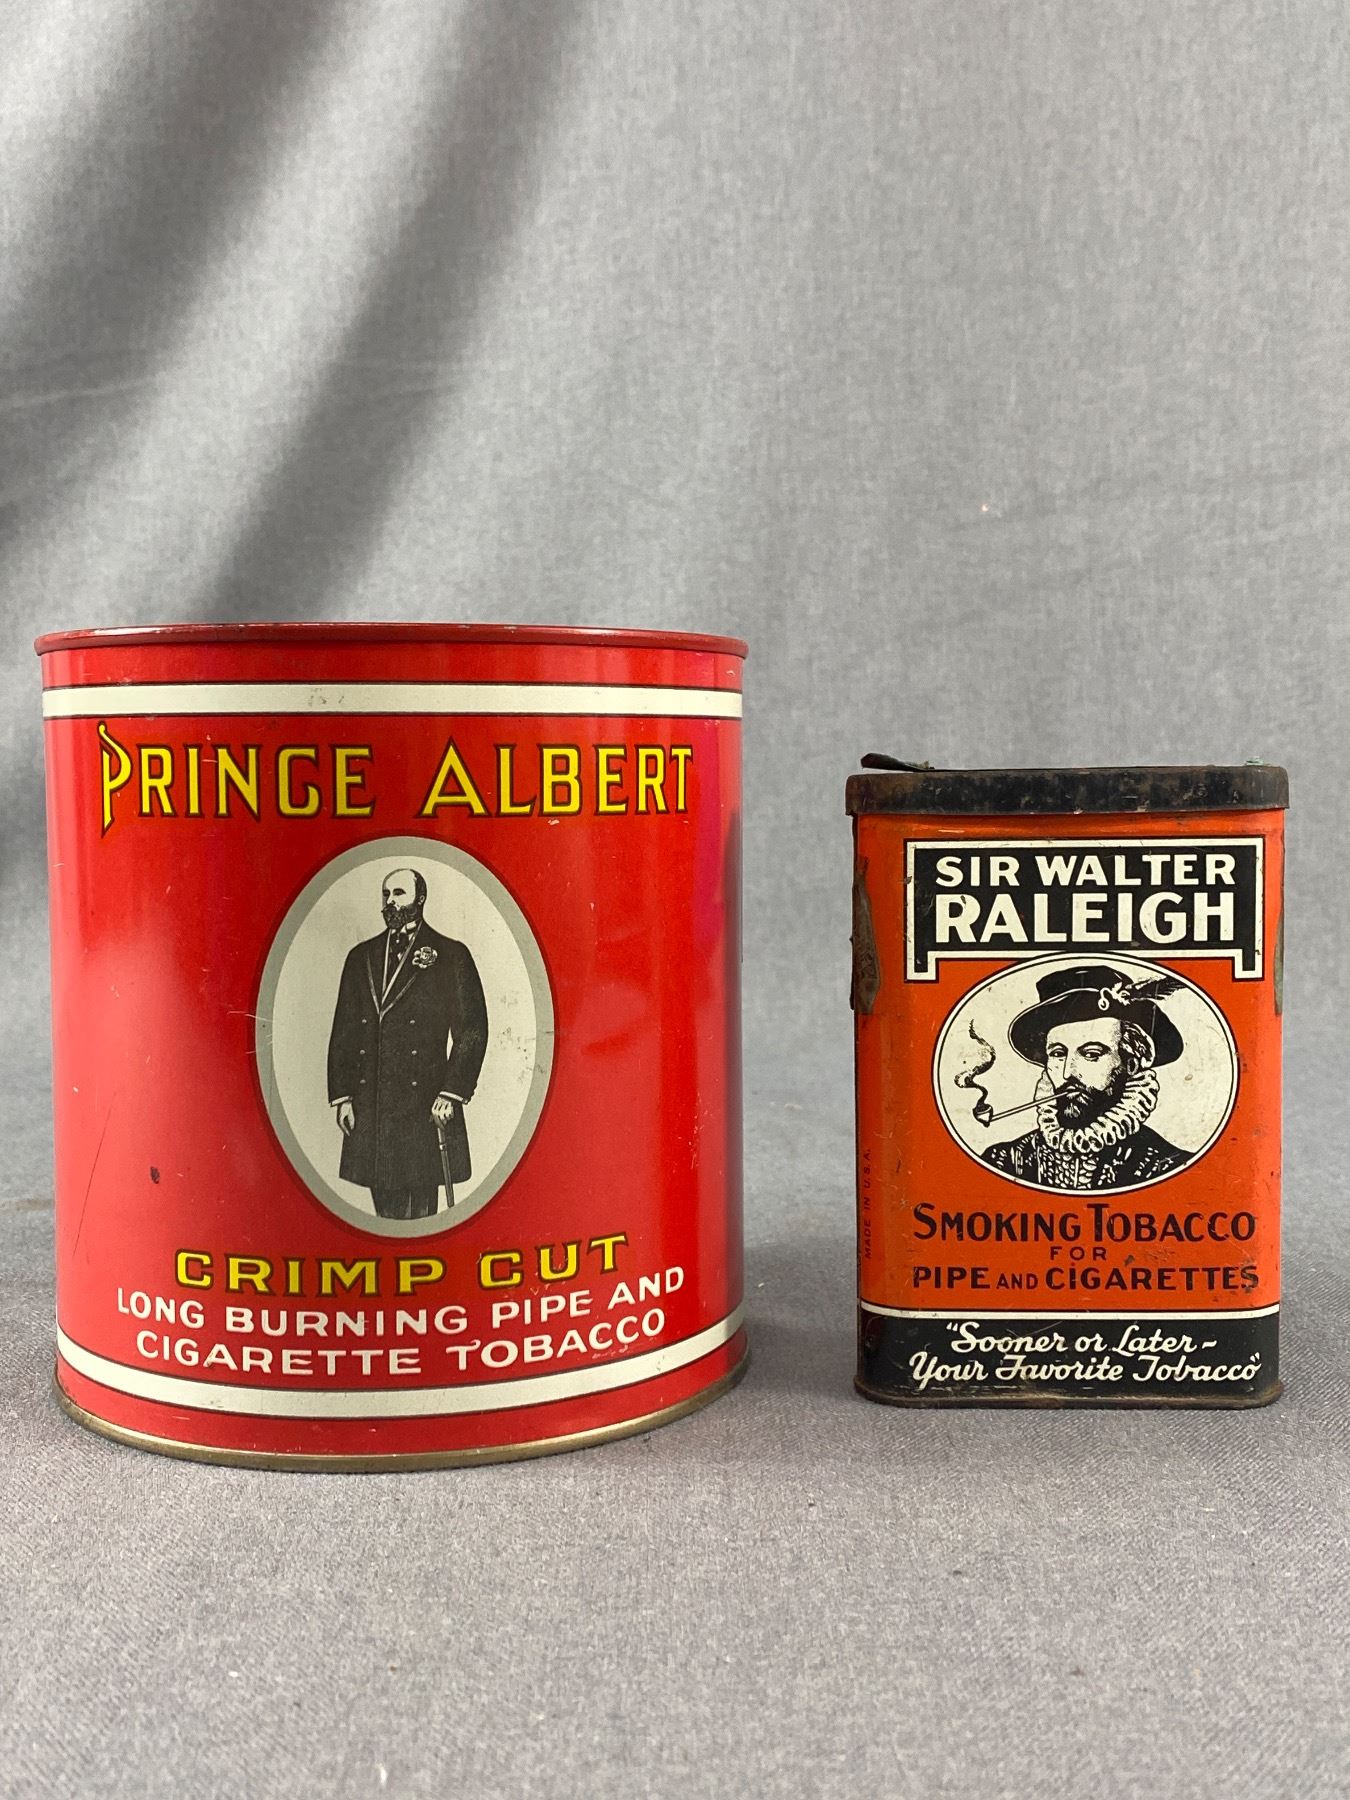 PRINCE ALBERT
CRIMP CUT
LONG BURNING PIPE AND
CIGARETTE TOBACCO
SIR WALTER
RALEIGH
MADE IN U.S.A.
SMOKING TOBACCO
FOR
PIPE AND CIGARETTES
"Sooner or Later~
Your Favorite Tobacco"